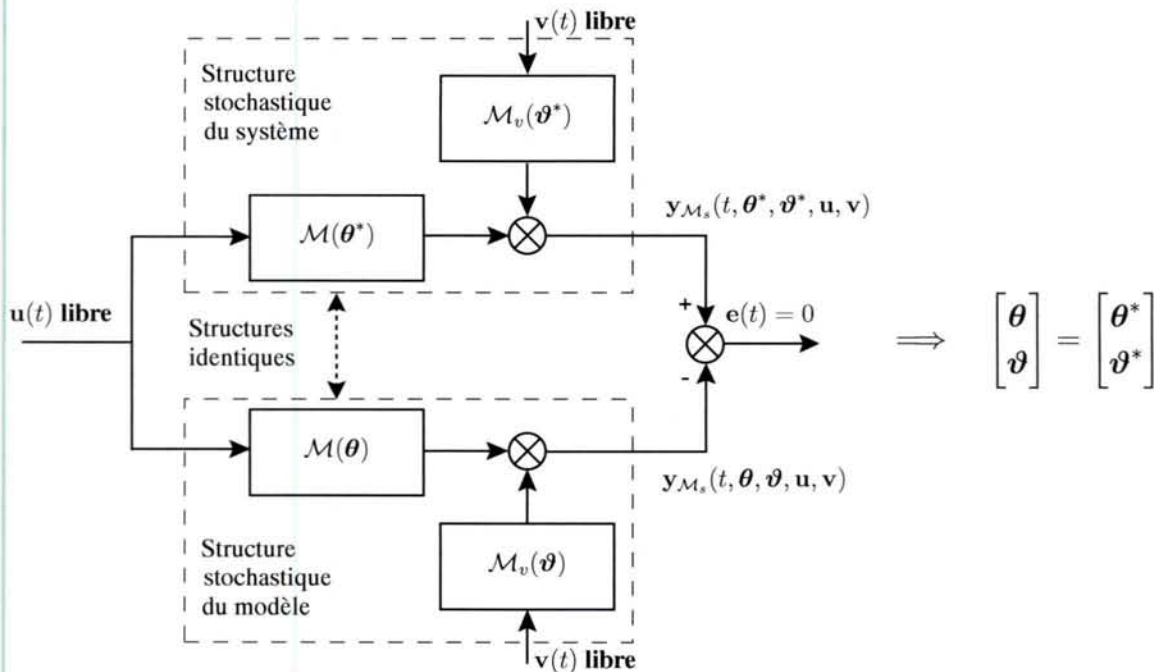 v(t) libre
Structure
stochastique
du système
ℳ_v(ϑ*)
ℳ(θ*)
y_{ℳ_s}(t, θ*, ϑ*, u, v)
u(t) libre
Structures
identiques
+
-
e(t) = 0
⟹ [θ ϑ] = [θ* ϑ*]
ℳ(θ)
y_{ℳ_s}(t, θ, ϑ, u, v)
Structure
stochastique
du modèle
ℳ_v(ϑ)
v(t) libre